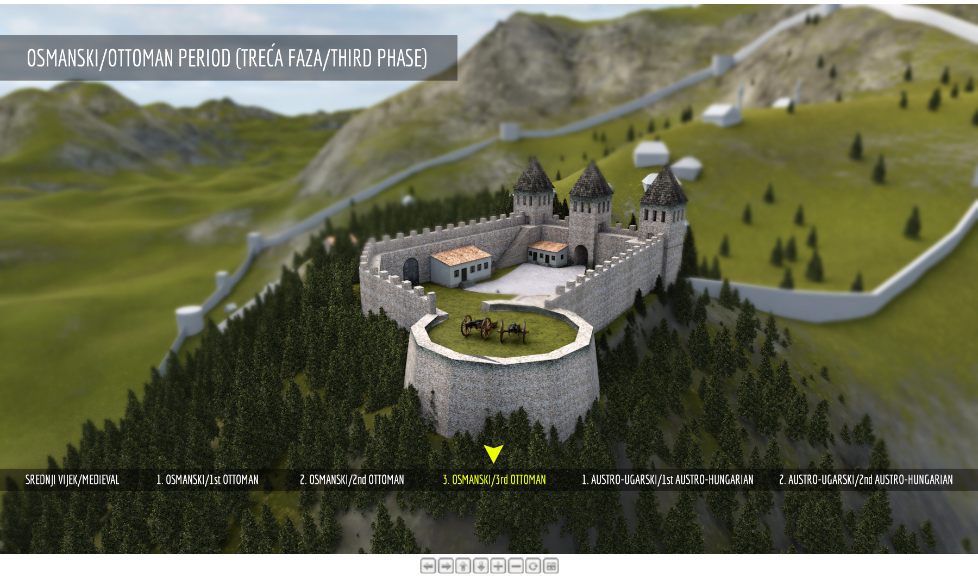 OSMANSKI/OTTOMAN PERIOD (TREĆA FAZA/THIRD PHASE)
SREDNJI VIJEK/MEDIEVAL 1. OSMANSKI/1st OTTOMAN 2. OSMANSKI/2nd OTTOMAN 3. OSMANSKI/3rd OTTOMAN 1. AUSTRO-UGARSKI/1st AUSTRO-HUNGARIAN 2. AUSTRO-UGARSKI/2nd AUSTRO-HUNGARIAN